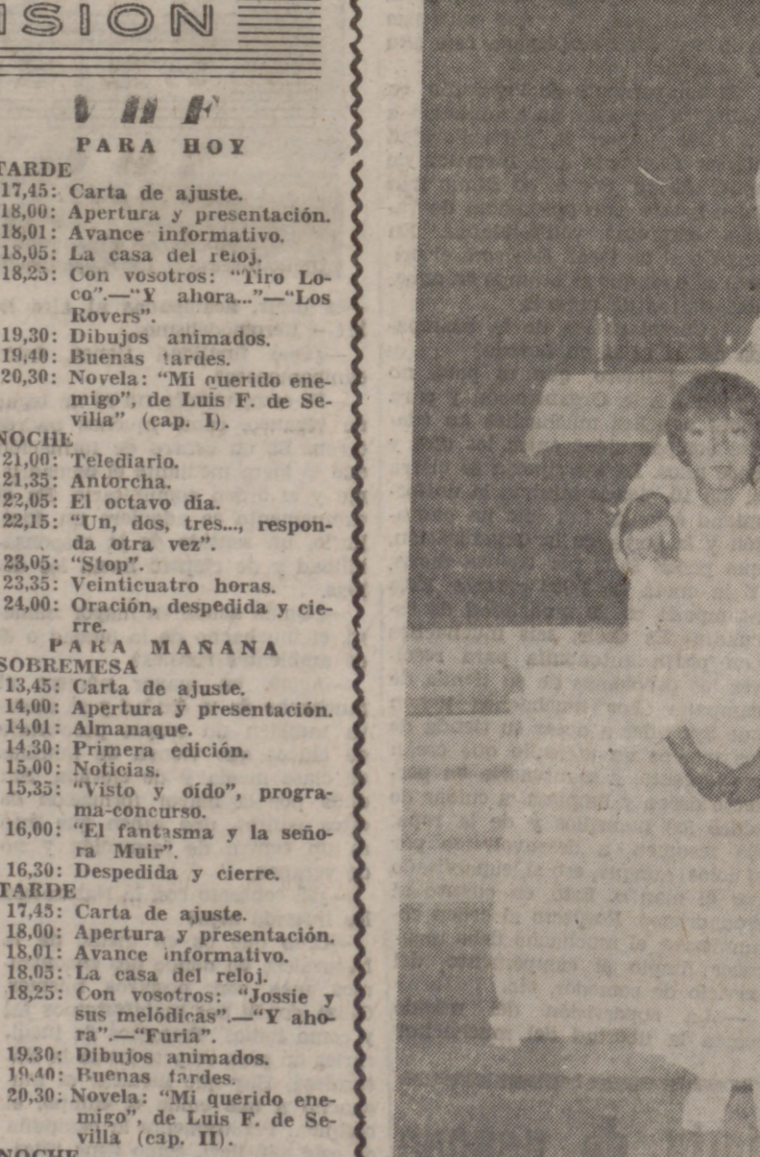 ISION
VHF
PARA HOY
TARDE
17,45: Carta de ajuste.
18,00: Apertura y presentación.
18,01: Avance informativo.
18,05: La casa del reloj.
18,25: Con vosotros: "Tiro Lo-
co".—"Y ahora..."—"Los
Rovers".
19,30: Dibujos animados.
19,40: Buenas tardes.
20,30: Novela: "Mi querido ene-
migo", de Luis F. de Se-
villa" (cap. I).
NOCHE
21,00: Telediario.
21,35: Antorcha.
22,05: El octavo día.
22,15: "Un, dos, tres..., respon-
da otra vez".
23,05: "Stop".
23,35: Veinticuatro horas.
24,00: Oración, despedida y cie-
rre.
PARA MAÑANA
SOBREMESA
13,45: Carta de ajuste.
14,00: Apertura y presentación.
14,01: Almanaque.
14,30: Primera edición.
15,00: Noticias.
15,35: "Visto y oído", progra-
ma-concurso.
16,00: "El fantasma y la seño-
ra Muir".
16,30: Despedida y cierre.
TARDE
17,45: Carta de ajuste.
18,00: Apertura y presentación.
18,01: Avance informativo.
18,05: La casa del reloj.
18,25: Con vosotros: "Jossie y
sus melódicas".—"Y aho-
ra".—"Furia".
19,30: Dibujos animados.
19,40: Buenas tardes.
20,30: Novela: "Mi querido ene-
migo", de Luis F. de Se-
villa (cap. II).
NOCHE